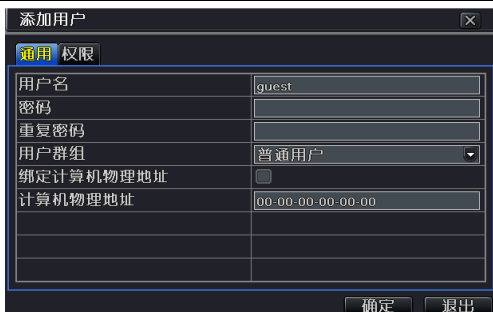 添加用户
通用 权限
用户名 guest
密码
重复密码
用户群组 普通用户
绑定计算机物理地址
计算机物理地址 00-00-00-00-00-00
确定 退出